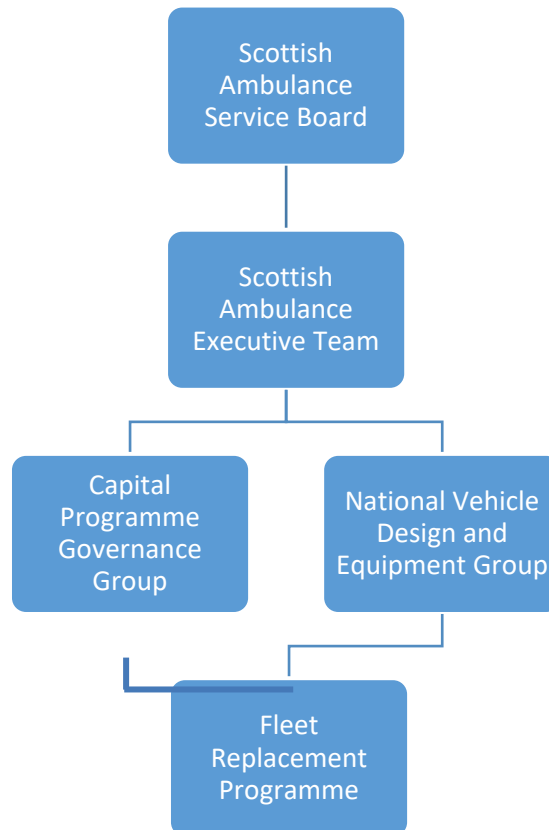 Scottish
Ambulance
Service Board
Scottish
Ambulance
Executive Team
Capital
Programme
Governance
Group
National Vehicle
Design and
Equipment Group
Fleet
Replacement
Programme